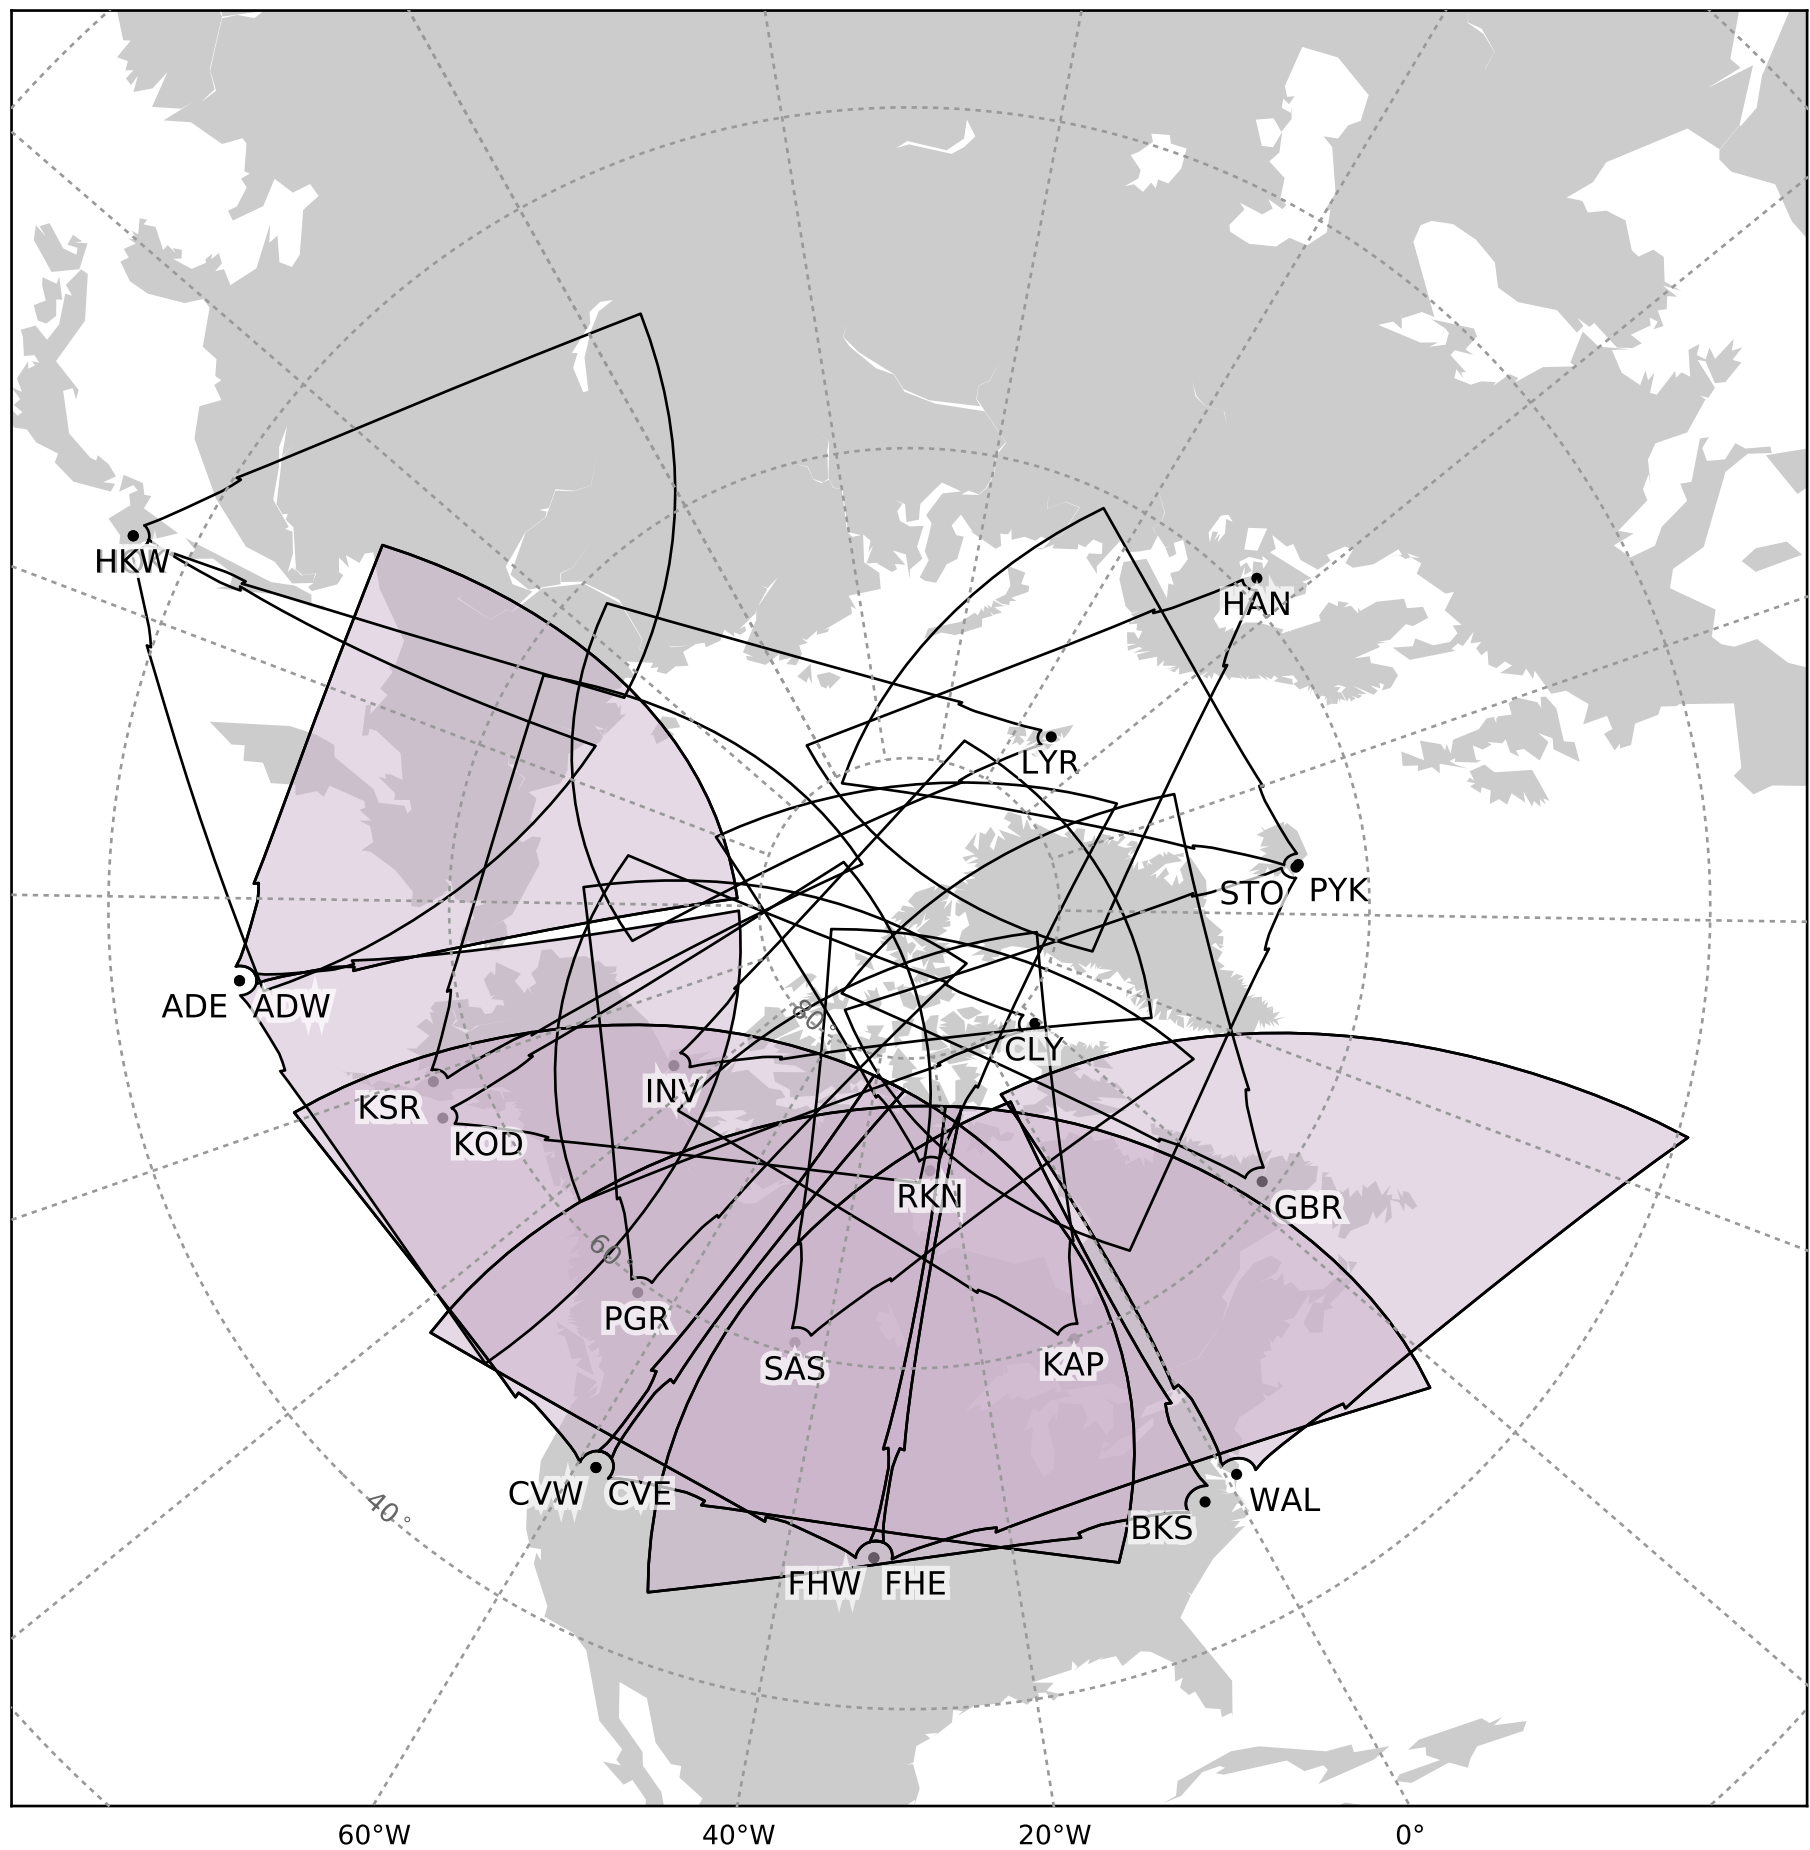 HKW
HAN
LYR
STO PYK
ADE ADW
80°
CLY
INV
KSR
KOD
RKN
GBR
60°
PGR
SAS
KAP
CVW CVE
WAL
40°
BKS
FHW FHE
60°W 40°W 20°W 0°